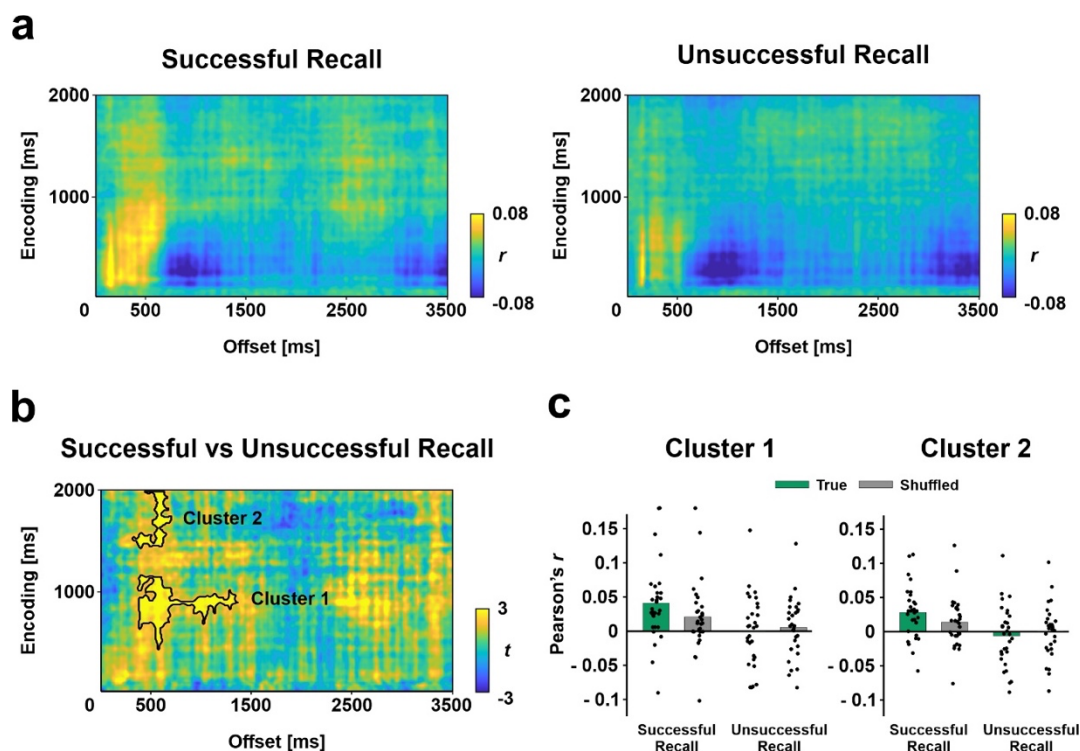 a
Successful Recall
Unsuccessful Recall
2000
1000
0
500
1500
2500
3500
Encoding [ms]
Offset [ms]
0.08
r
-0.08
2000
1000
0
500
1500
2500
3500
Encoding [ms]
Offset [ms]
0.08
r
-0.08
b
Successful vs Unsuccessful Recall
2000
1000
0
500
1500
2500
3500
Encoding [ms]
Offset [ms]
Cluster 2
Cluster 1
3
t
-3
c
Cluster 1
Cluster 2
True
Shuffled
Pearson's r
0.15
0.1
0.05
0
- 0.05
- 0.1
Successful
Recall
Unsuccessful
Recall
0.15
0.1
0.05
0
- 0.05
- 0.1
Successful
Recall
Unsuccessful
Recall